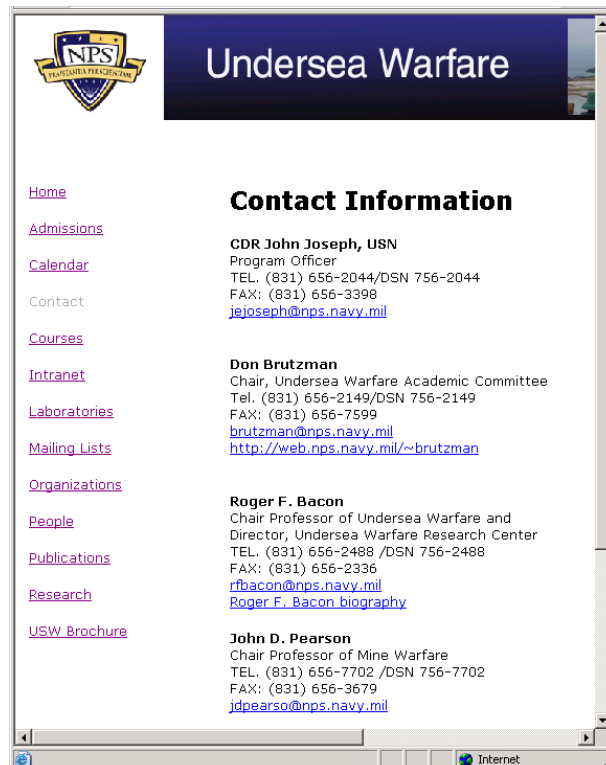 NPS
PRAESTANTIA PER SCIENTIAM
Undersea Warfare
Home
Admissions
Calendar
Contact
Courses
Intranet
Laboratories
Mailing Lists
Organizations
People
Publications
Research
USW Brochure
Contact Information
CDR John Joseph, USN
Program Officer
TEL. (831) 656-2044/DSN 756-2044
FAX: (831) 656-3398
jejoseph@nps.navy.mil
Don Brutzman
Chair, Undersea Warfare Academic Committee
Tel. (831) 656-2149/DSN 756-2149
FAX: (831) 656-7599
brutzman@nps.navy.mil
http://web.nps.navy.mil/~brutzman
Roger F. Bacon
Chair Professor of Undersea Warfare and
Director, Undersea Warfare Research Center
TEL. (831) 656-2488 /DSN 756-2488
FAX: (831) 656-2336
rfbacon@nps.navy.mil
Roger F. Bacon biography
John D. Pearson
Chair Professor of Mine Warfare
TEL. (831) 656-7702 /DSN 756-7702
FAX: (831) 656-3679
jdpearso@nps.navy.mil
Internet